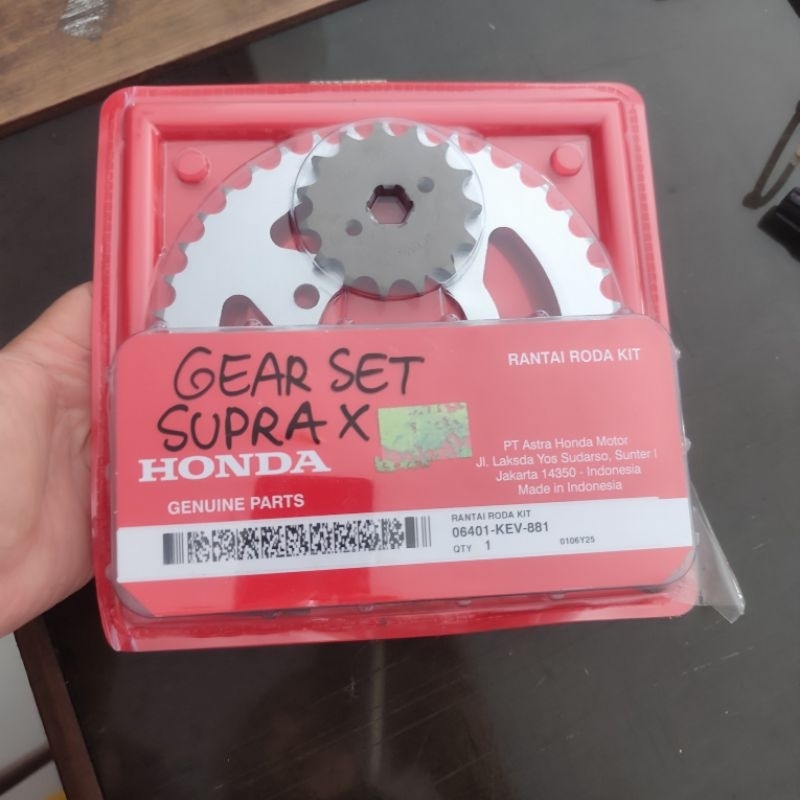 GEAR SET
SUPRA X
RANTAI RODA KIT
HONDA
GENUINE PARTS
PT Astra Honda Motor
Jl. Laksda Yos Sudarso, Sunter I
Jakarta 14350 - Indonesia
Made in Indonesia
RANTAI RODA KIT
06401-KEV-881
QTY 1
0106Y25